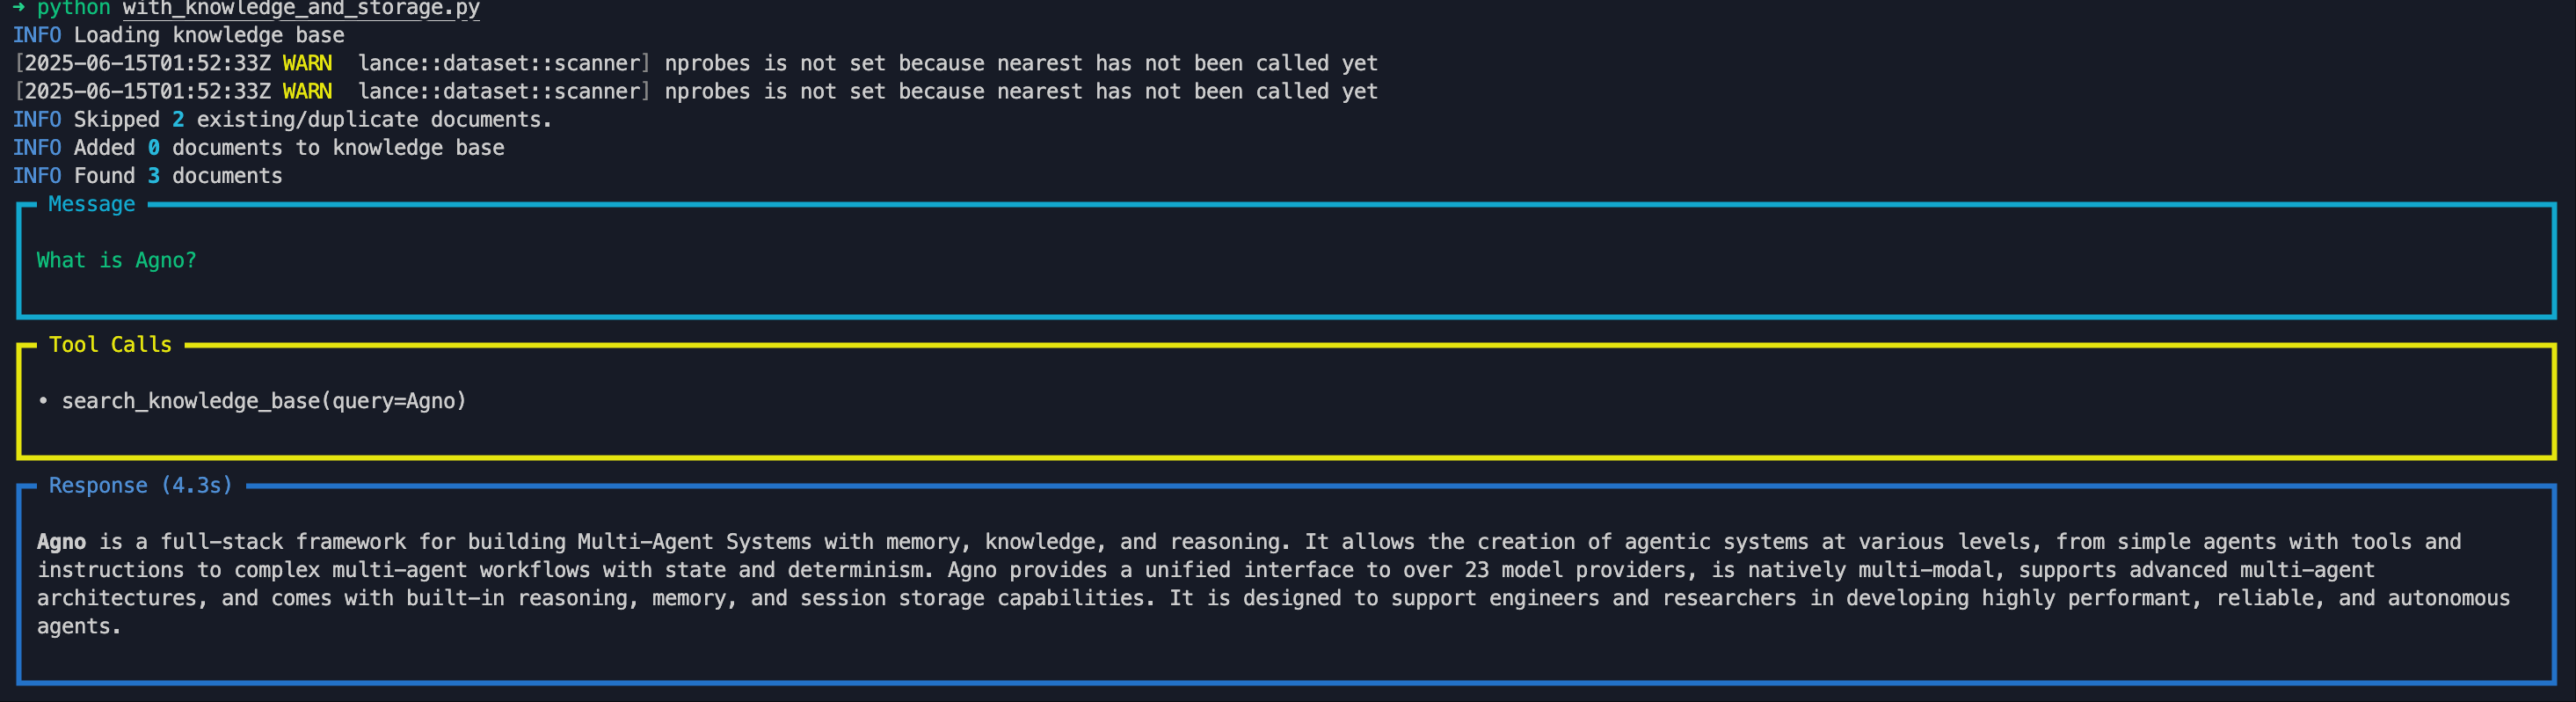 → python with_knowledge_and_storage.py
INFO Loading knowledge base
[2025-06-15T01:52:33Z WARN  lance::dataset::scanner] nprobes is not set because nearest has not been called yet
[2025-06-15T01:52:33Z WARN  lance::dataset::scanner] nprobes is not set because nearest has not been called yet
INFO Skipped 2 existing/duplicate documents.
INFO Added 0 documents to knowledge base
INFO Found 3 documents
Message
What is Agno?
Tool Calls
• search_knowledge_base(query=Agno)
Response (4.3s)
Agno is a full-stack framework for building Multi-Agent Systems with memory, knowledge, and reasoning. It allows the creation of agentic systems at various levels, from simple agents with tools and
instructions to complex multi-agent workflows with state and determinism. Agno provides a unified interface to over 23 model providers, is natively multi-modal, supports advanced multi-agent
architectures, and comes with built-in reasoning, memory, and session storage capabilities. It is designed to support engineers and researchers in developing highly performant, reliable, and autonomous
agents.